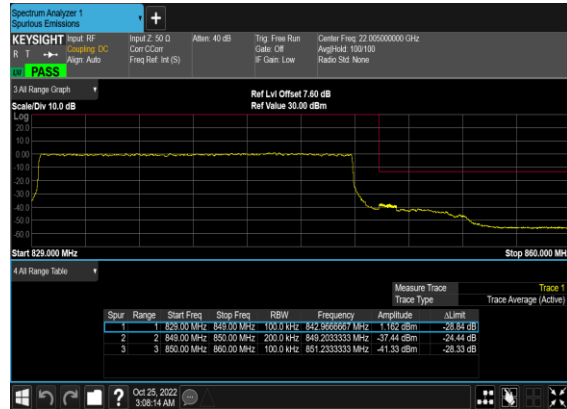 Spectrum Analyzer 1
Spurious Emissions
KEYSIGHT Input: RF Input Z: 50 Ω Atten: 40 dB Trig: Free Run Center Freq: 22.005000000 GHz
R T Coupling: DC Corr CCorr Gate: Off Avg|Hold: 100/100
Align: Auto Freq Ref: Int (S) IF Gain: Low Radio Std: None
PASS
3 All Range Graph
Ref Lvl Offset 7.60 dB
Scale/Div 10.0 dB Ref Value 30.00 dBm
Log
20.0
10.0
0.00
-10.0
-20.0
-30.0
-40.0
-50.0
-60.0
Start 829.000 MHz Stop 860.000 MH
4 All Range Table
Measure Trace Trace 1
Trace Type Trace Average (Active)
Spur Range Start Freq Stop Freq RBW Frequency Amplitude ΔLimit
1 1 829.00 MHz 849.00 MHz 100.0 kHz 842.9666667 MHz 1.162 dBm -28.84 dB
2 2 849.00 MHz 850.00 MHz 200.0 kHz 849.2033333 MHz -37.44 dBm -24.44 dB
3 3 850.00 MHz 860.00 MHz 100.0 kHz 851.2333333 MHz -41.33 dBm -28.33 dB
? Oct 25, 2022
3:08:14 AM